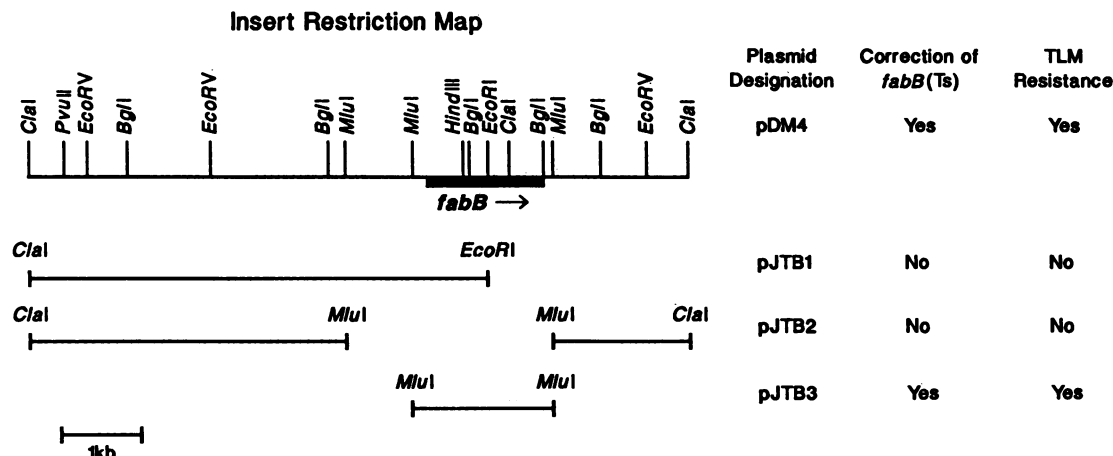 Insert Restriction Map
Plasmid Designation
Correction of fabB(Ts)
TLM Resistance
ClaI
PvuII
EcoRV
BglI
EcoRV
BglI
MluI
MluI
HindIII
BglI
EcoRI
ClaI
BglI
MluI
BglI
EcoRV
ClaI
pDM4 Yes Yes
fabB →
ClaI EcoRI
pJTB1 No No
ClaI MluI MluI ClaI
pJTB2 No No
MluI MluI
pJTB3 Yes Yes
1kb